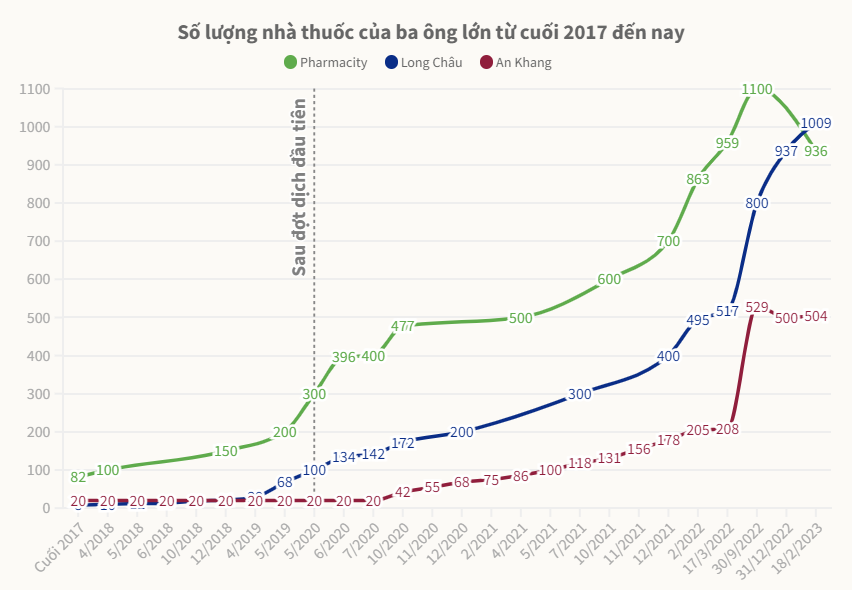 Số lượng nhà thuốc của ba ông lớn từ cuối 2017 đến nay
Pharmacity Long Châu An Khang
Sau đợt dịch đầu tiên
1100
1000
900
800
700
600
500
400
300
200
100
0
82 100 150 200 300 396 400 477 500 600 700 863 959 1100 936
68 100 134 142 172 200 300 400 495 517 800 937 1009
20 20 20 20 20 20 20 20 20 20 20 42 55 68 75 86 100 118 131 156 178 205 208 529 500 504
Cuối 2017 4/2018 5/2018 6/2018 10/2018 12/2018 4/2019 5/2019 5/2020 6/2020 7/2020 10/2020 11/2020 12/2020 2/2021 4/2021 5/2021 7/2021 10/2021 11/2021 12/2021 2/2022 17/3/2022 30/9/2022 31/12/2022 18/2/2023